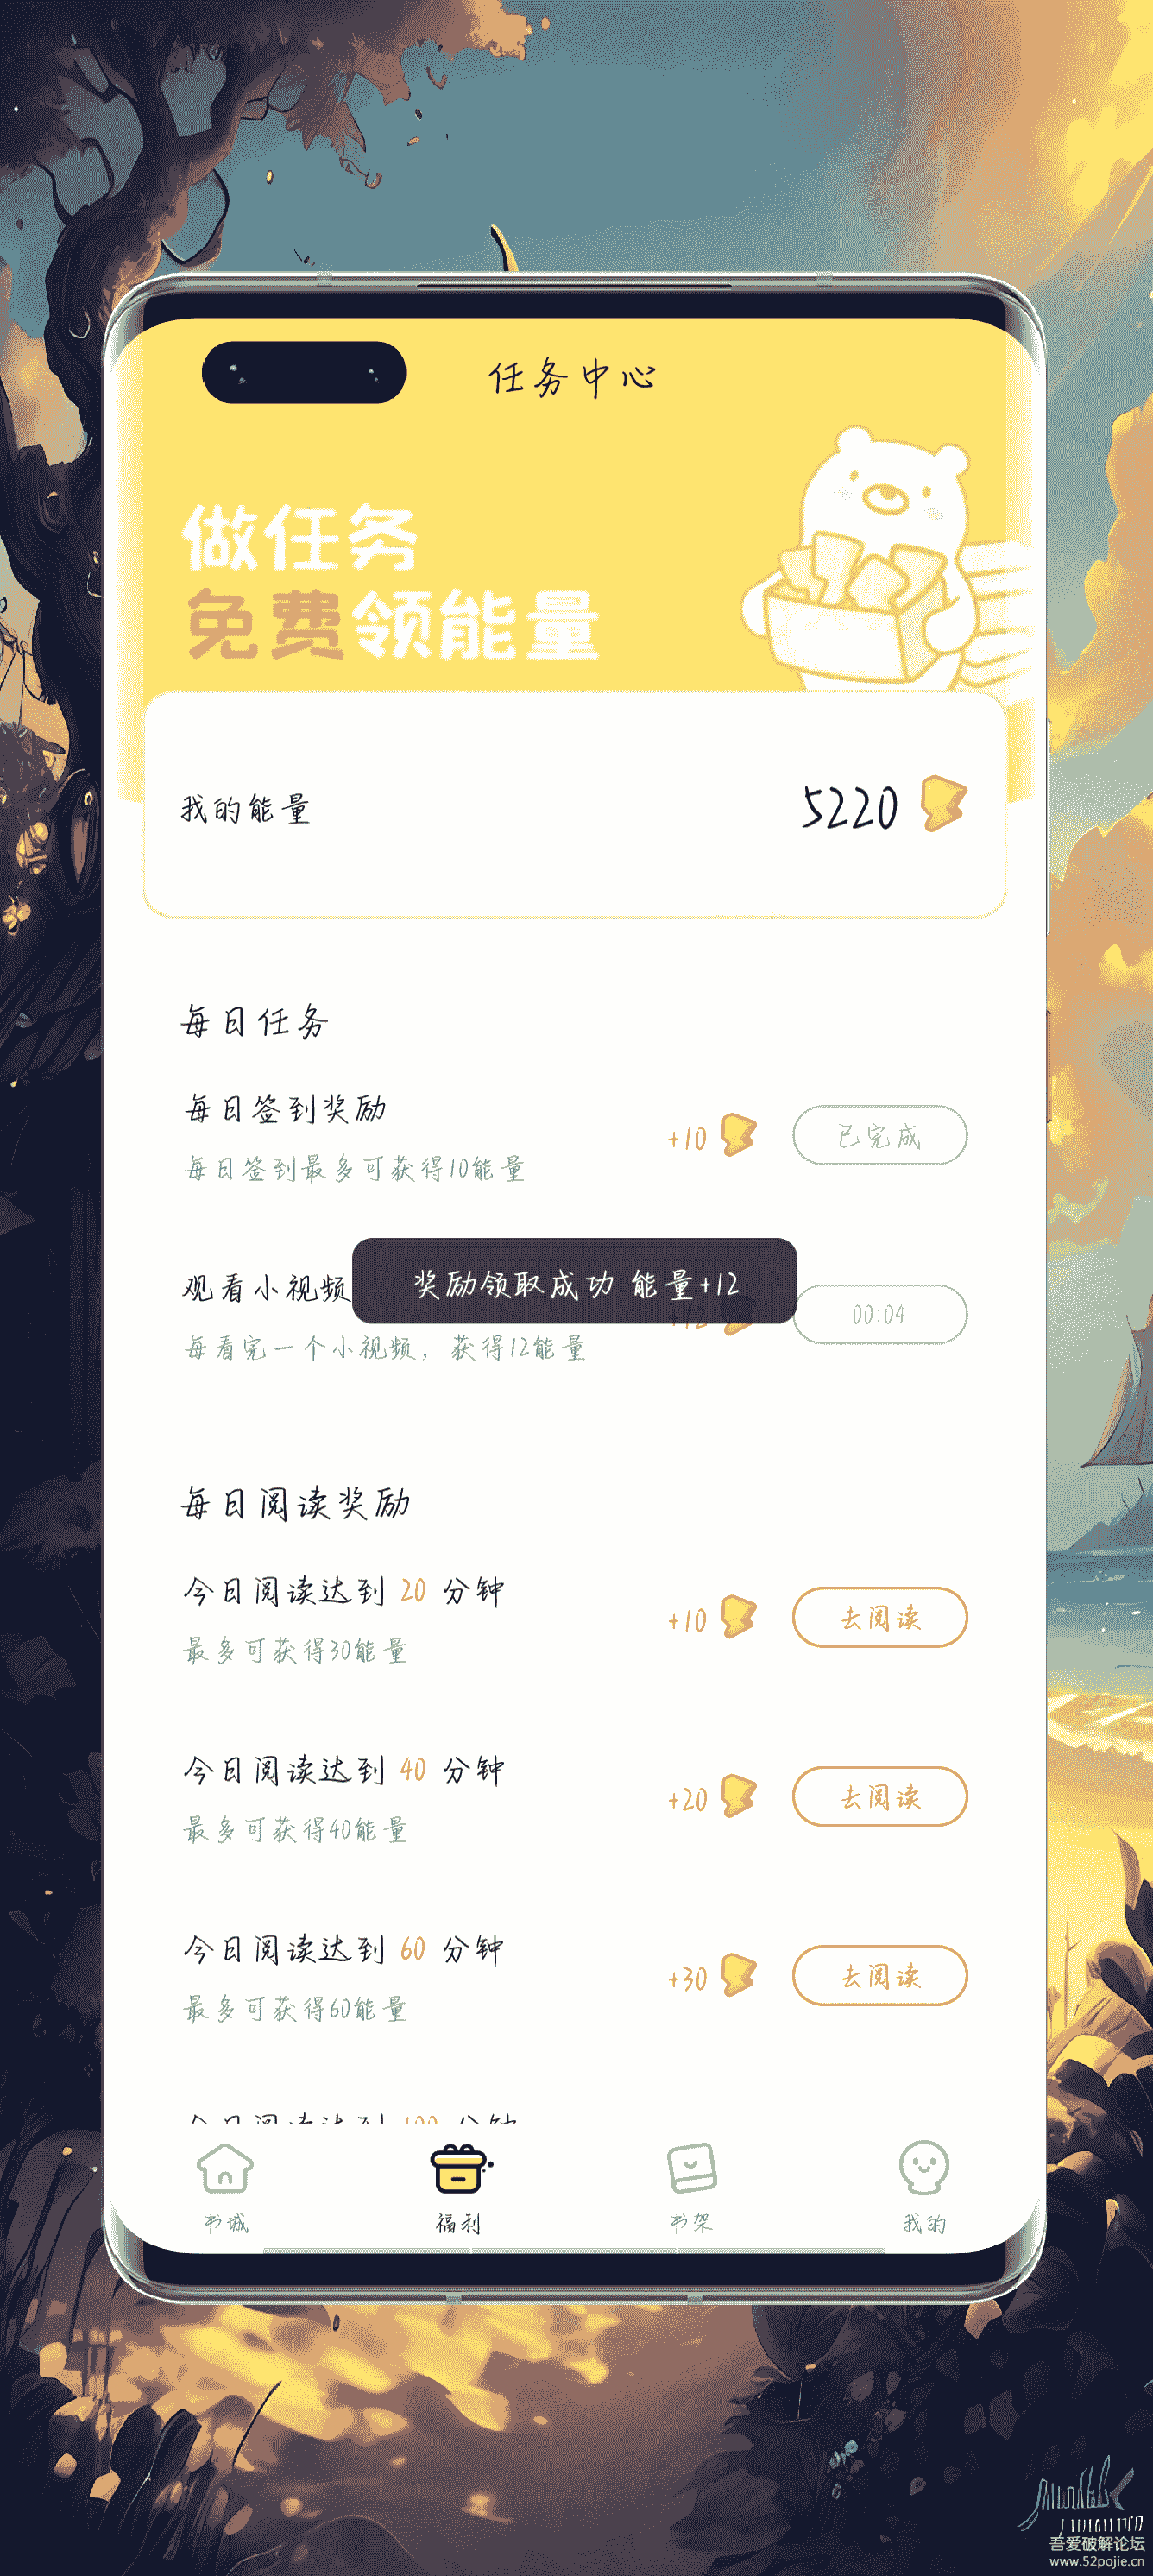 任务中心
做任务
免费领能量
我的能量
5220
每日任务
每日签到奖励
+10
已完成
每日签到最多可获得10能量
观看小视频
奖励领取成功 能量+12
+12
00:04
每看完一个小视频，获得12能量
每日阅读奖励
今日阅读达到 20 分钟
+10
去阅读
最多可获得30能量
今日阅读达到 40 分钟
+20
去阅读
最多可获得40能量
今日阅读达到 60 分钟
+30
去阅读
最多可获得60能量
书城
福利
书架
我的
吾爱破解论坛
www.52pojie.cn